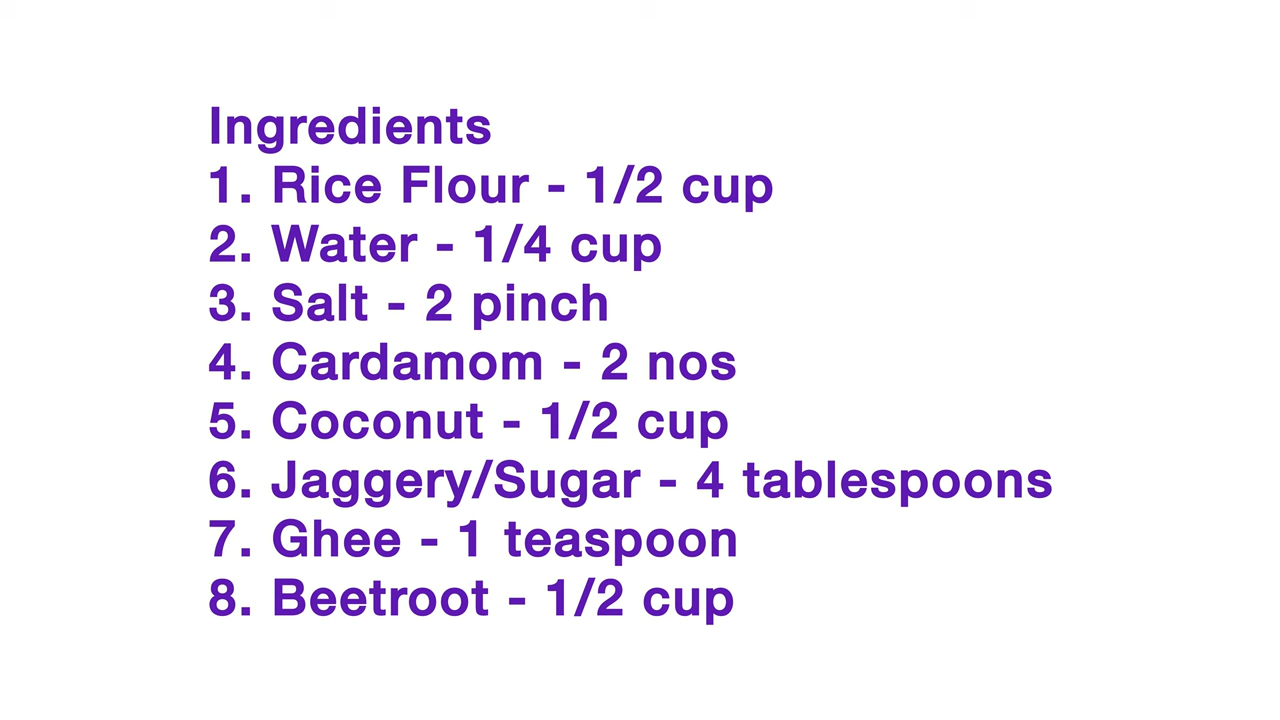 Ingredients
1. Rice Flour - 1/2 cup
2. Water - 1/4 cup
3. Salt - 2 pinch
4. Cardamom - 2 nos
5. Coconut - 1/2 cup
6. Jaggery/Sugar - 4 tablespoons
7. Ghee - 1 teaspoon
8. Beetroot - 1/2 cup